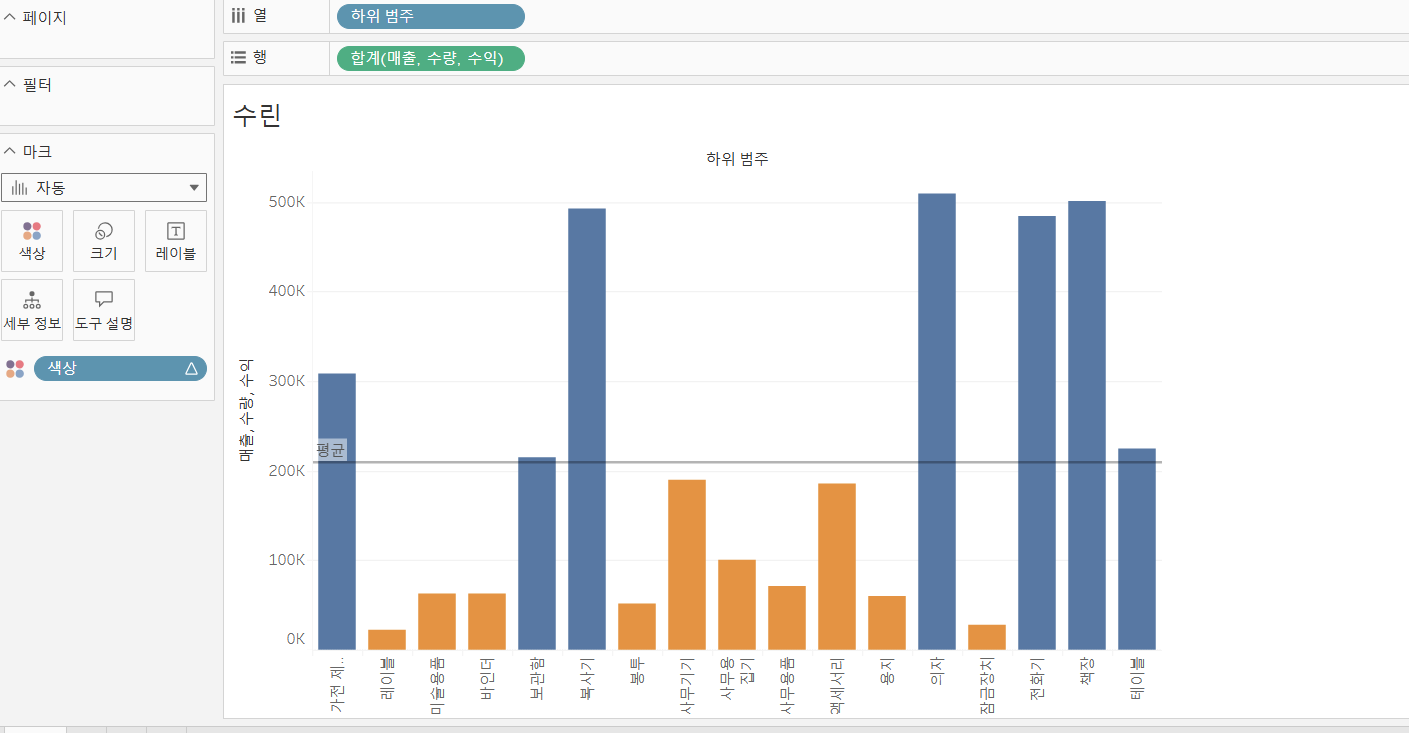 페이지
필터
마크
자동
색상
크기
레이블
세부 정보
도구 설명
색상
열
하위 범주
행
합계(매출, 수량, 수익)
수린
하위 범주
매출, 수량, 수익
500K
400K
300K
200K
100K
0K
평균
가전 제..
레이블
미술용품
바인더
보관함
복사기
봉투
사무기기
사무용
집기
사무용품
액세서리
용지
의자
잠금장치
전화기
책장
테이블